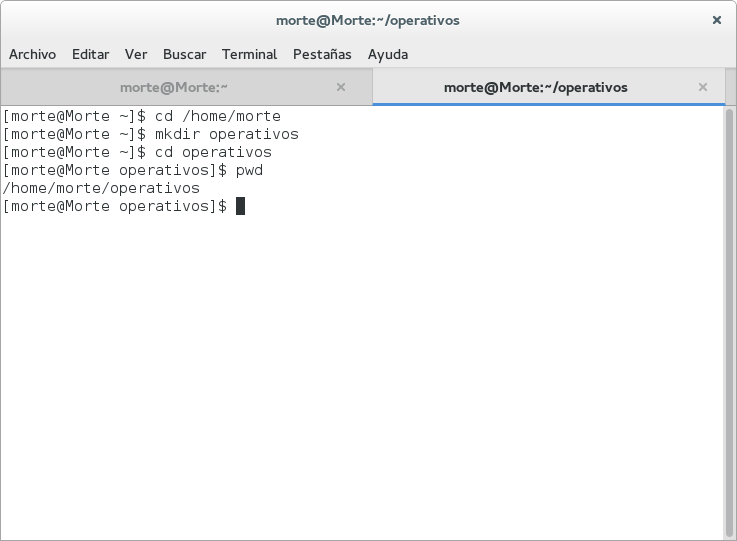 morte@Morte:~/operativos ×
Archivo Editar Ver Buscar Terminal Pestañas Ayuda
morte@Morte:~ × morte@Morte:~/operativos ×
[morte@Morte ~]$ cd /home/morte
[morte@Morte ~]$ mkdir operativos
[morte@Morte ~]$ cd operativos
[morte@Morte operativos]$ pwd
/home/morte/operativos
[morte@Morte operativos]$